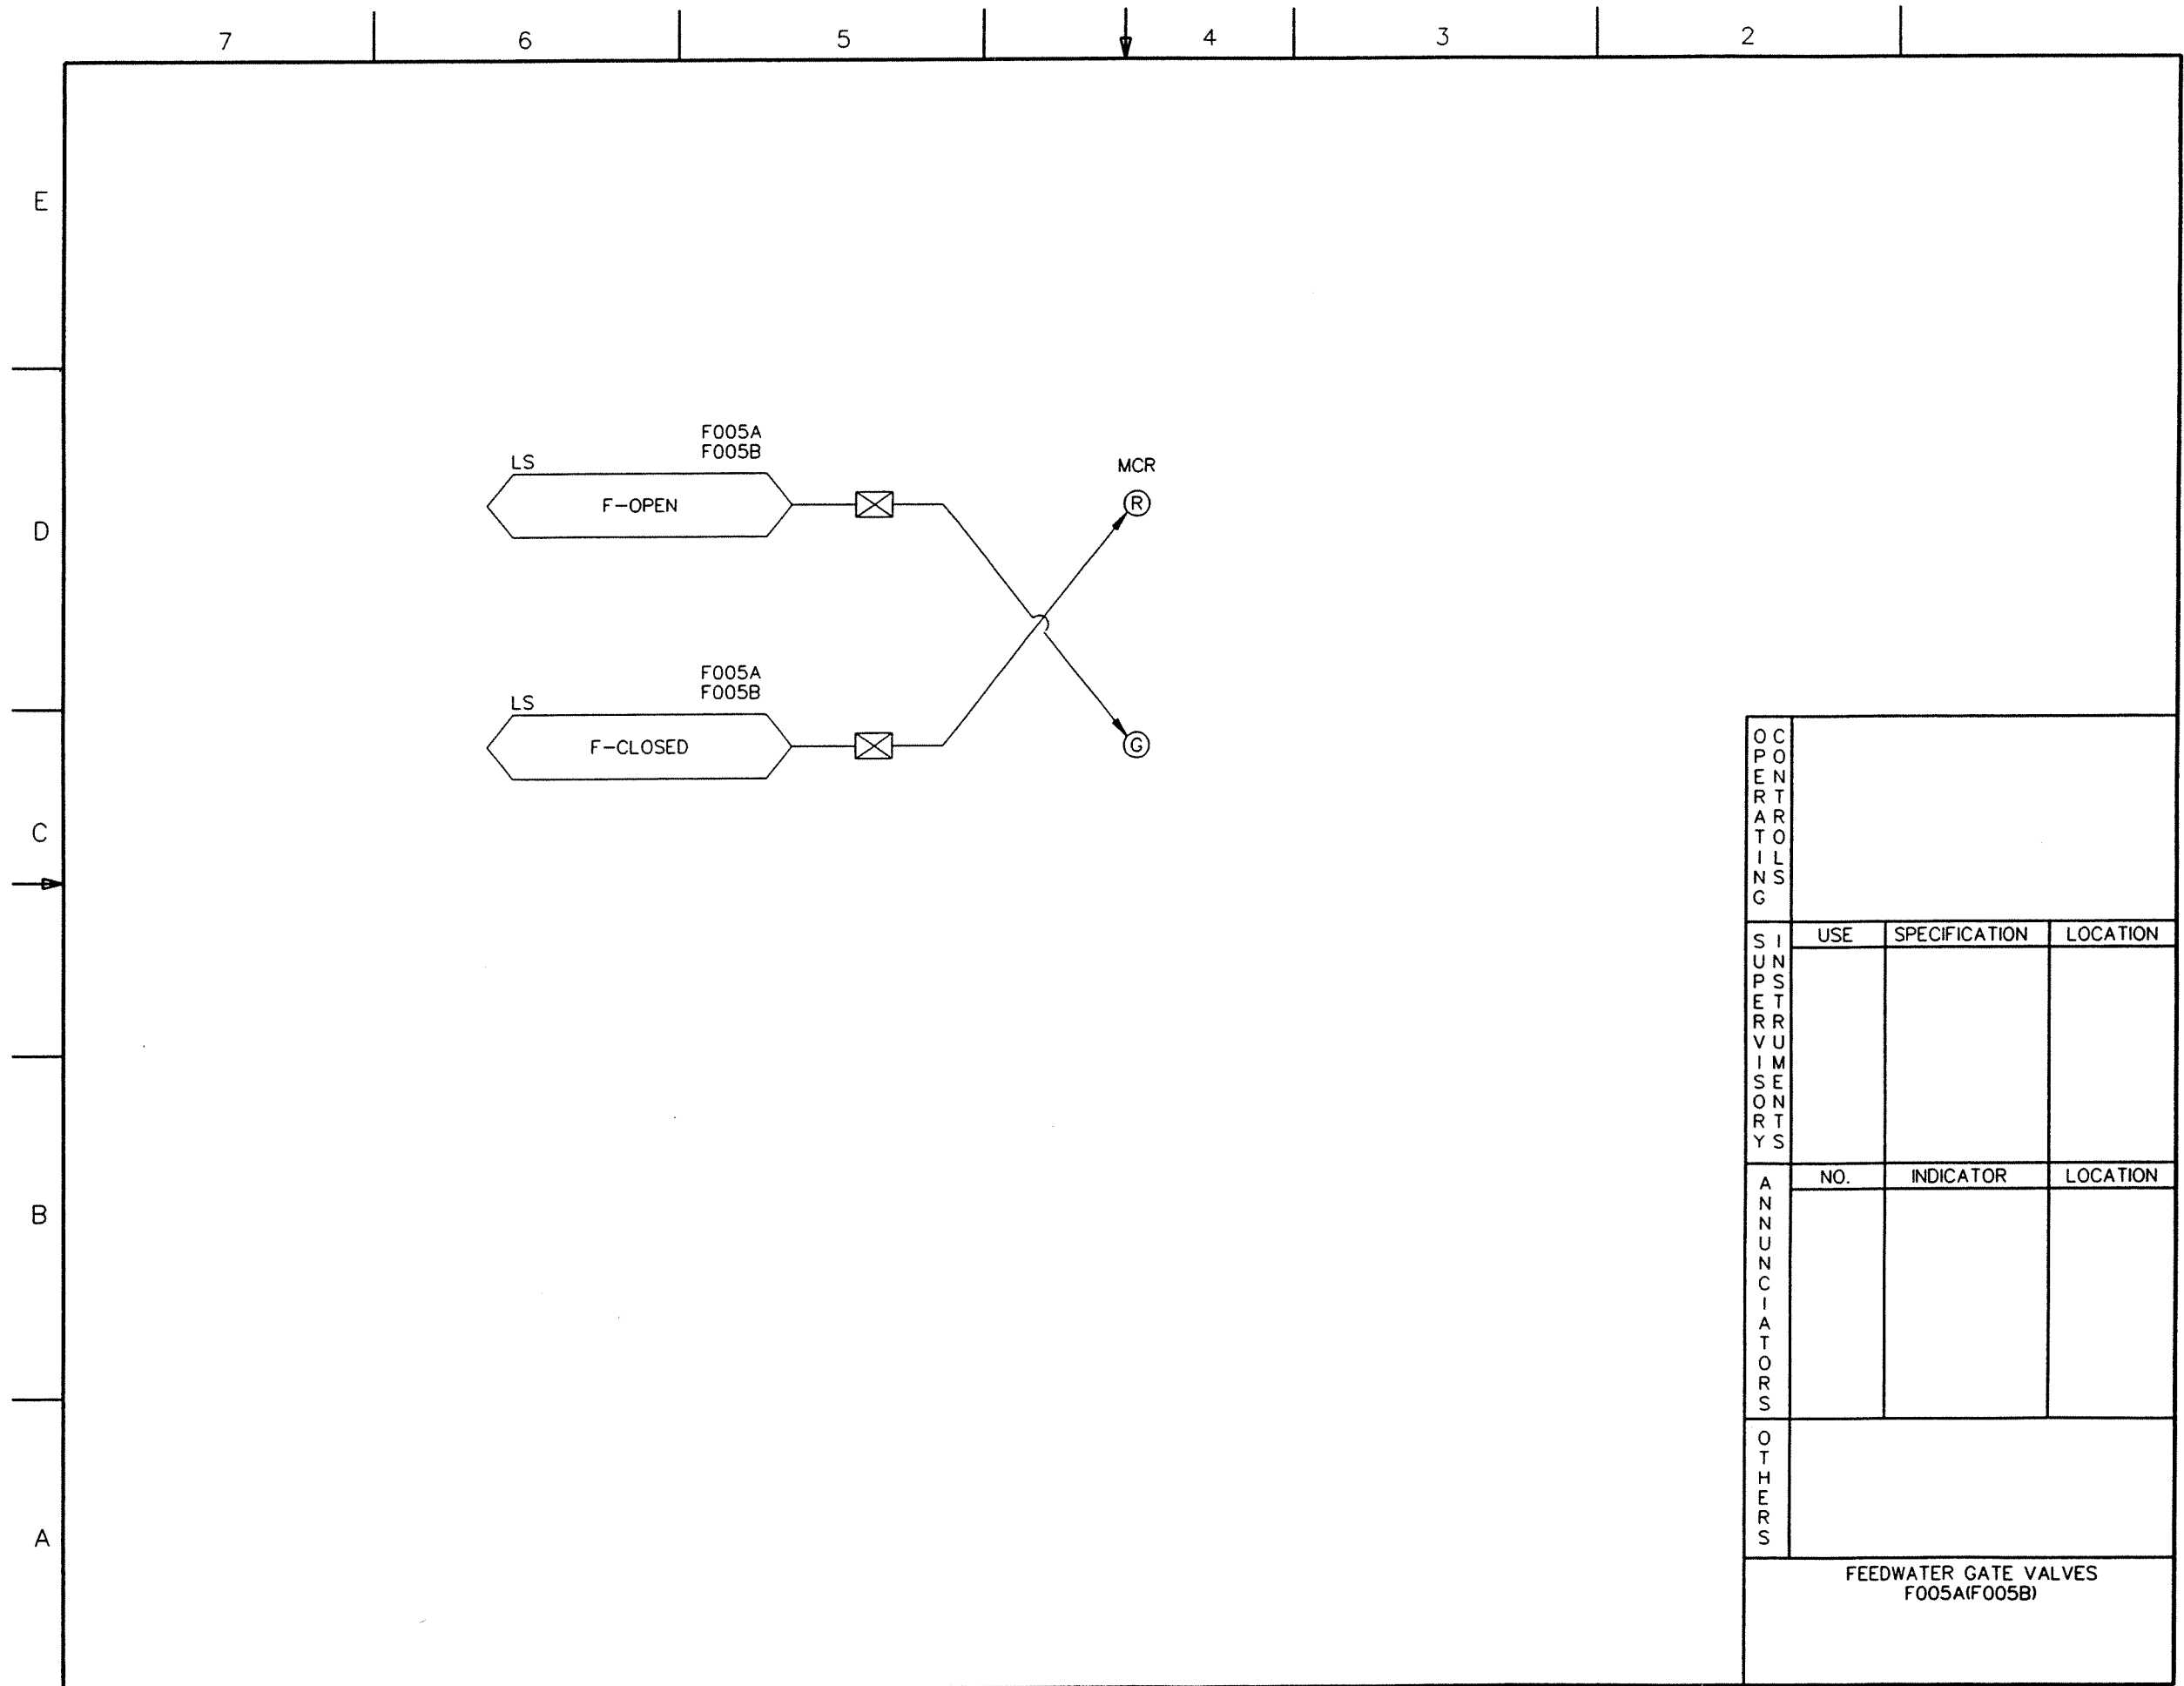 7 6 5 4 3 2
E
D
C
B
A
F005A
F005B
LS
F-OPEN
MCR
R
F005A
F005B
LS
F-CLOSED
G
OPERATING
CONTROLS
SUPERVISORY
INSTRUMENTS
USE SPECIFICATION LOCATION
ANNUNCIATORS
NO. INDICATOR LOCATION
OTHERS
FEEDWATER GATE VALVES
F005A(F005B)